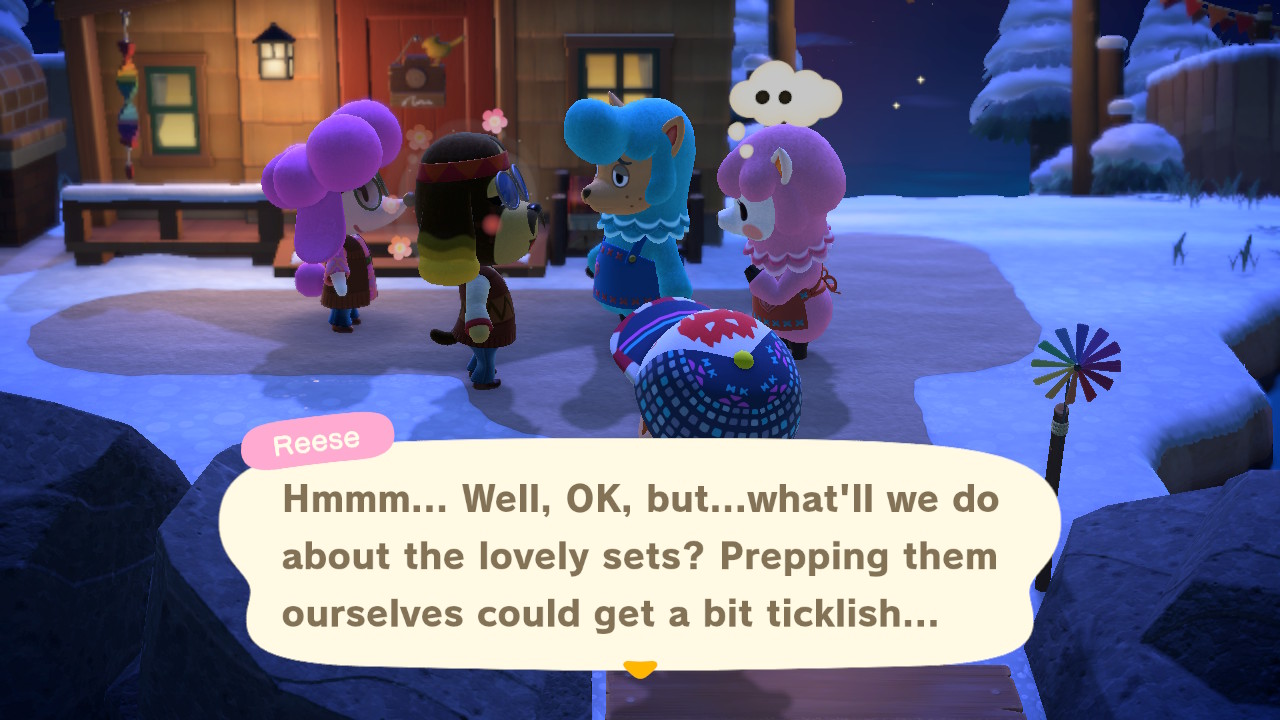 Reese
Hmmm... Well, OK, but...what'll we do
about the lovely sets? Prepping them
ourselves could get a bit ticklish...